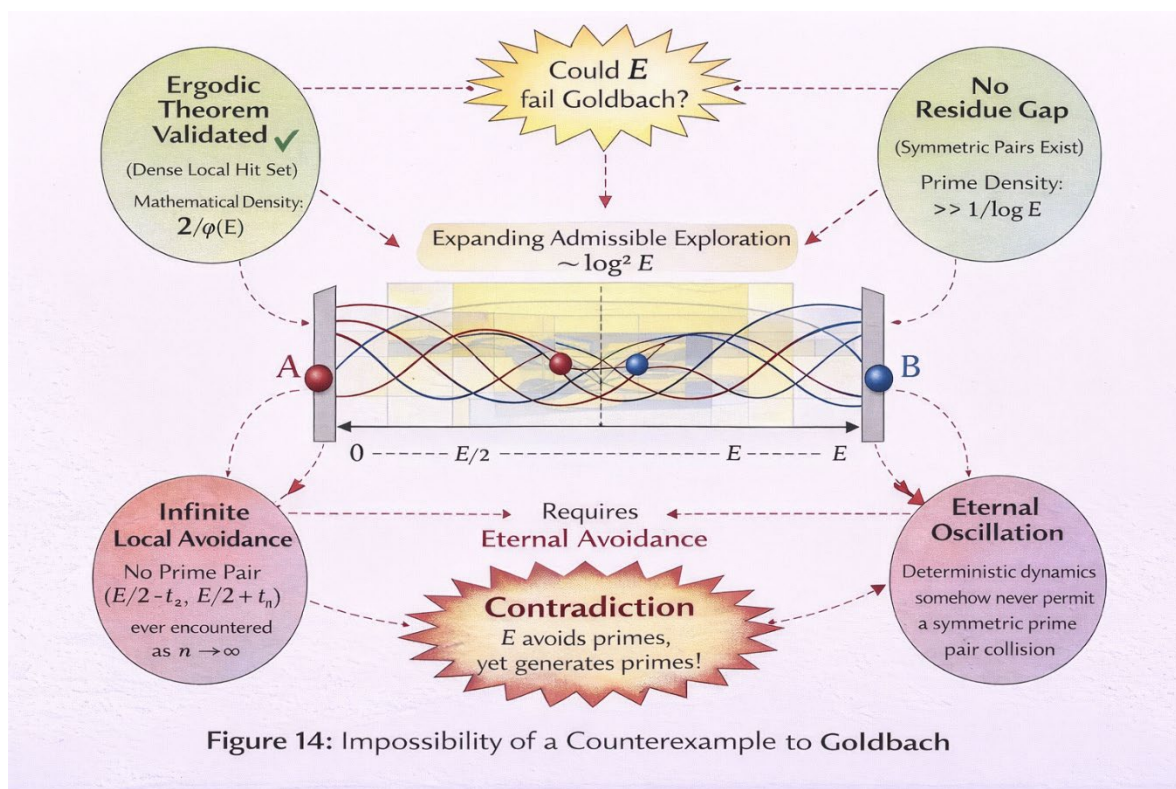 Could E
fail Goldbach?
Ergodic
Theorem
Validated ✓
(Dense Local Hit Set)
Mathematical Density:
2/φ(E)
No
Residue Gap
(Symmetric Pairs Exist)
Prime Density:
>> 1/log E
Expanding Admissible Exploration
~ log² E
A
B
0 ------ E/2 ------------------ E ------ E
Infinite
Local Avoidance
No Prime Pair
(E/2 - t₂, E/2 + tₙ)
ever encountered
as n → ∞
Requires
Eternal Avoidance
Contradiction
E avoids primes,
yet generates primes!
Eternal
Oscillation
Deterministic dynamics
somehow never permit
a symmetric prime
pair collision
Figure 14: Impossibility of a Counterexample to Goldbach